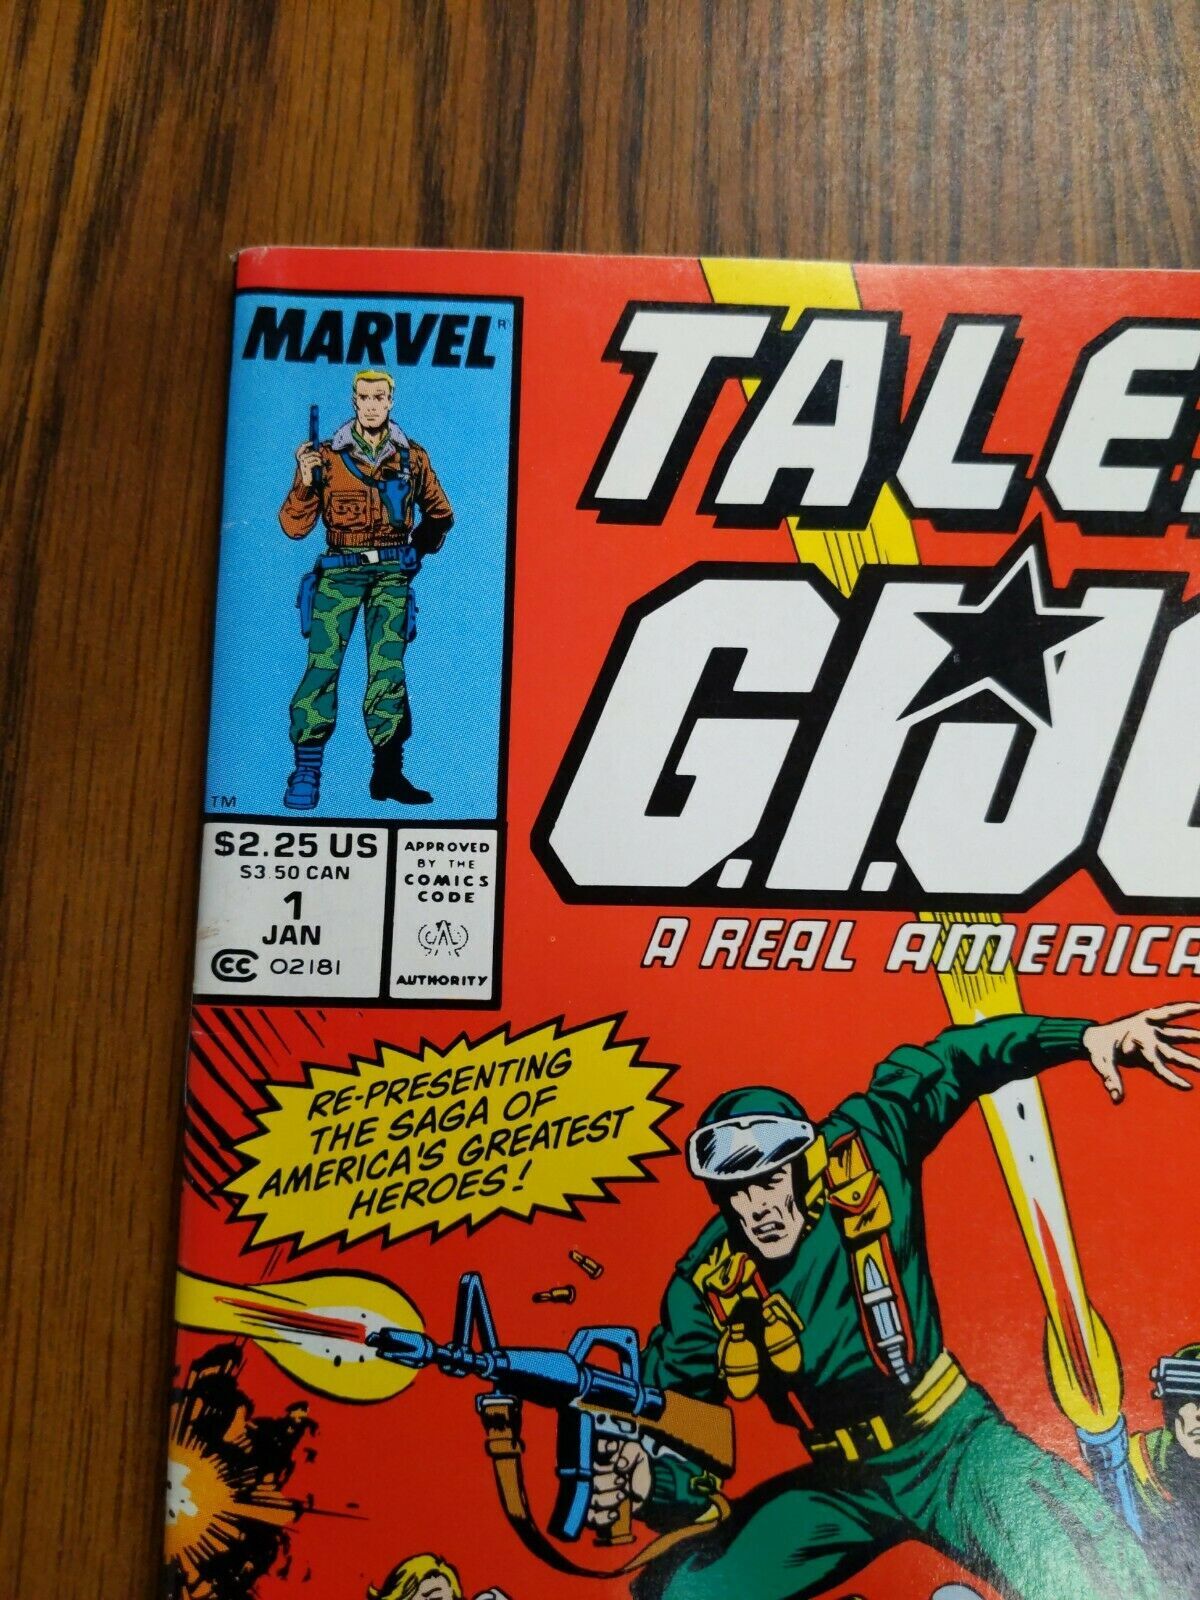 MARVEL®
TM
$2.25 US
$3.50 CAN
1
JAN
CC 02181
APPROVED
BY THE
COMICS
CODE
AUTHORITY
TALE
G.I.JO
A REAL AMERICA
RE-PRESENTING
THE SAGA OF
AMERICA'S GREATEST
HEROES!